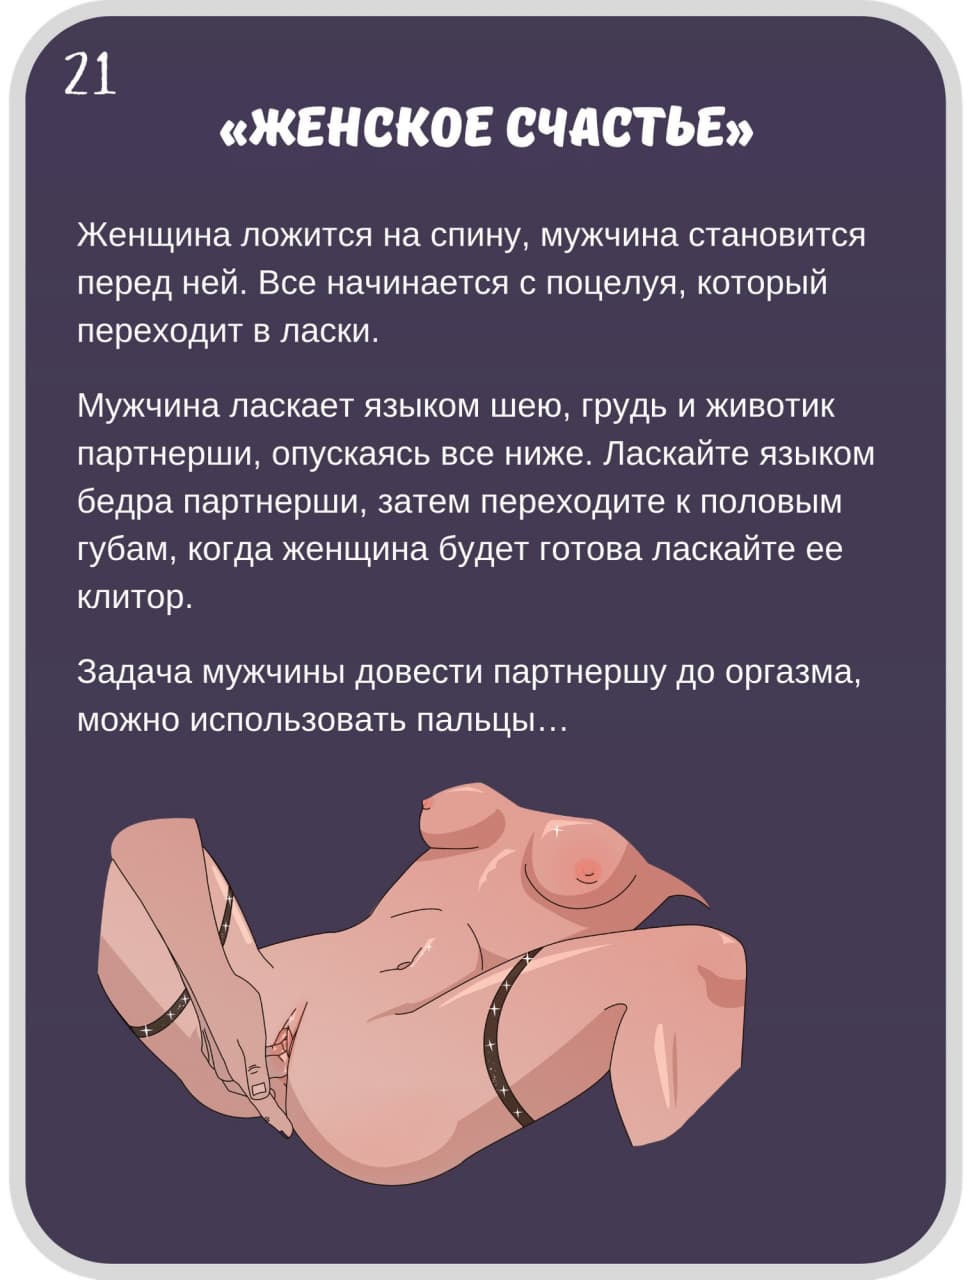 21
«ЖЕНСКОЕ СЧАСТЬЕ»
Женщина ложится на спину, мужчина становится
перед ней. Все начинается с поцелуя, который
переходит в ласки.
Мужчина ласкает языком шею, грудь и животик
партнерши, опускаясь все ниже. Ласкайте языком
бедра партнерши, затем переходите к половым
губам, когда женщина будет готова ласкайте ее
клитор.
Задача мужчины довести партнершу до оргазма,
можно использовать пальцы…